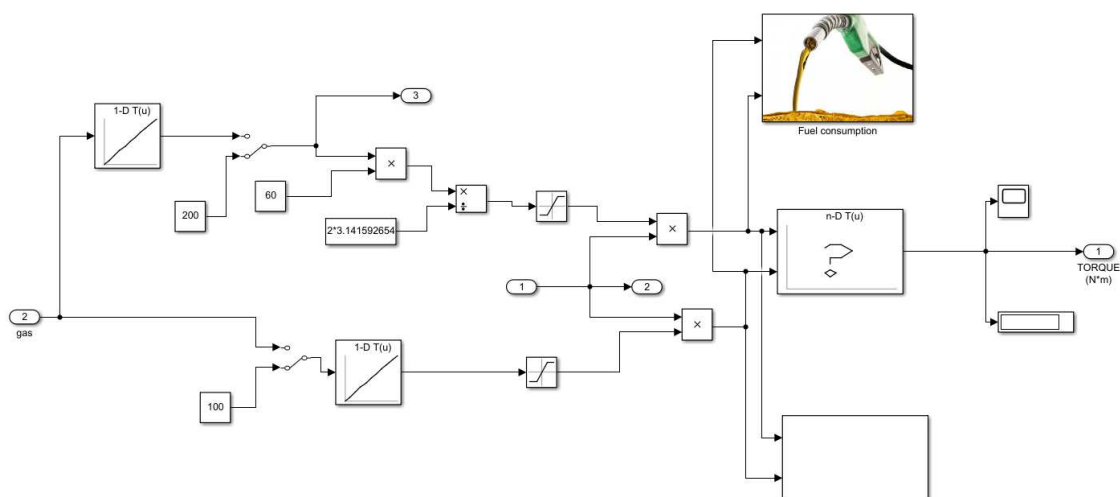 Fuel consumption
1-D T(u)
3
×
60
200
×
÷
2*3.141592654
×
n-D T(u)
1
TORQUE
(N*m)
1
2
2
gas
×
1-D T(u)
100